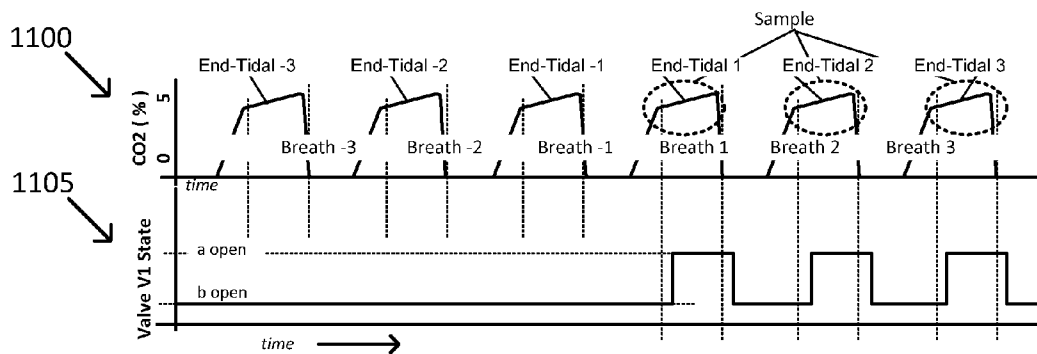 Sample
1100
End-Tidal -3
End-Tidal -2
End-Tidal -1
End-Tidal 1
End-Tidal 2
End-Tidal 3
CO2 ( % )
5
0
Breath -3
Breath -2
Breath -1
Breath 1
Breath 2
Breath 3
time
1105
Valve V1 State
a open
b open
time